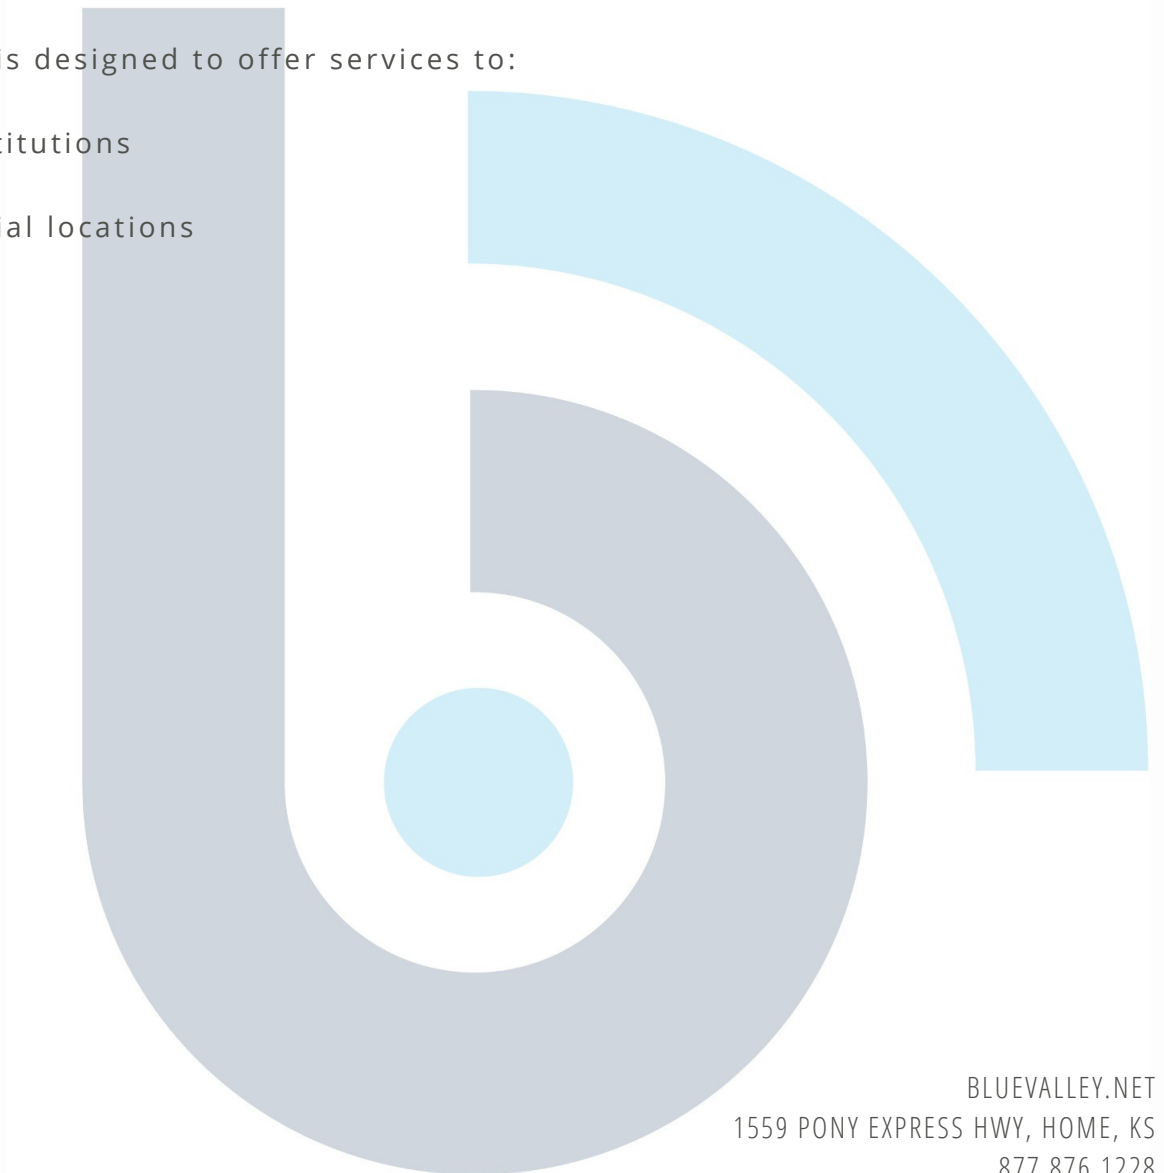 is designed to offer services to:
titutions
ial locations
BLUEVALLEY.NET
1559 PONY EXPRESS HWY, HOME, KS
877.876.1228